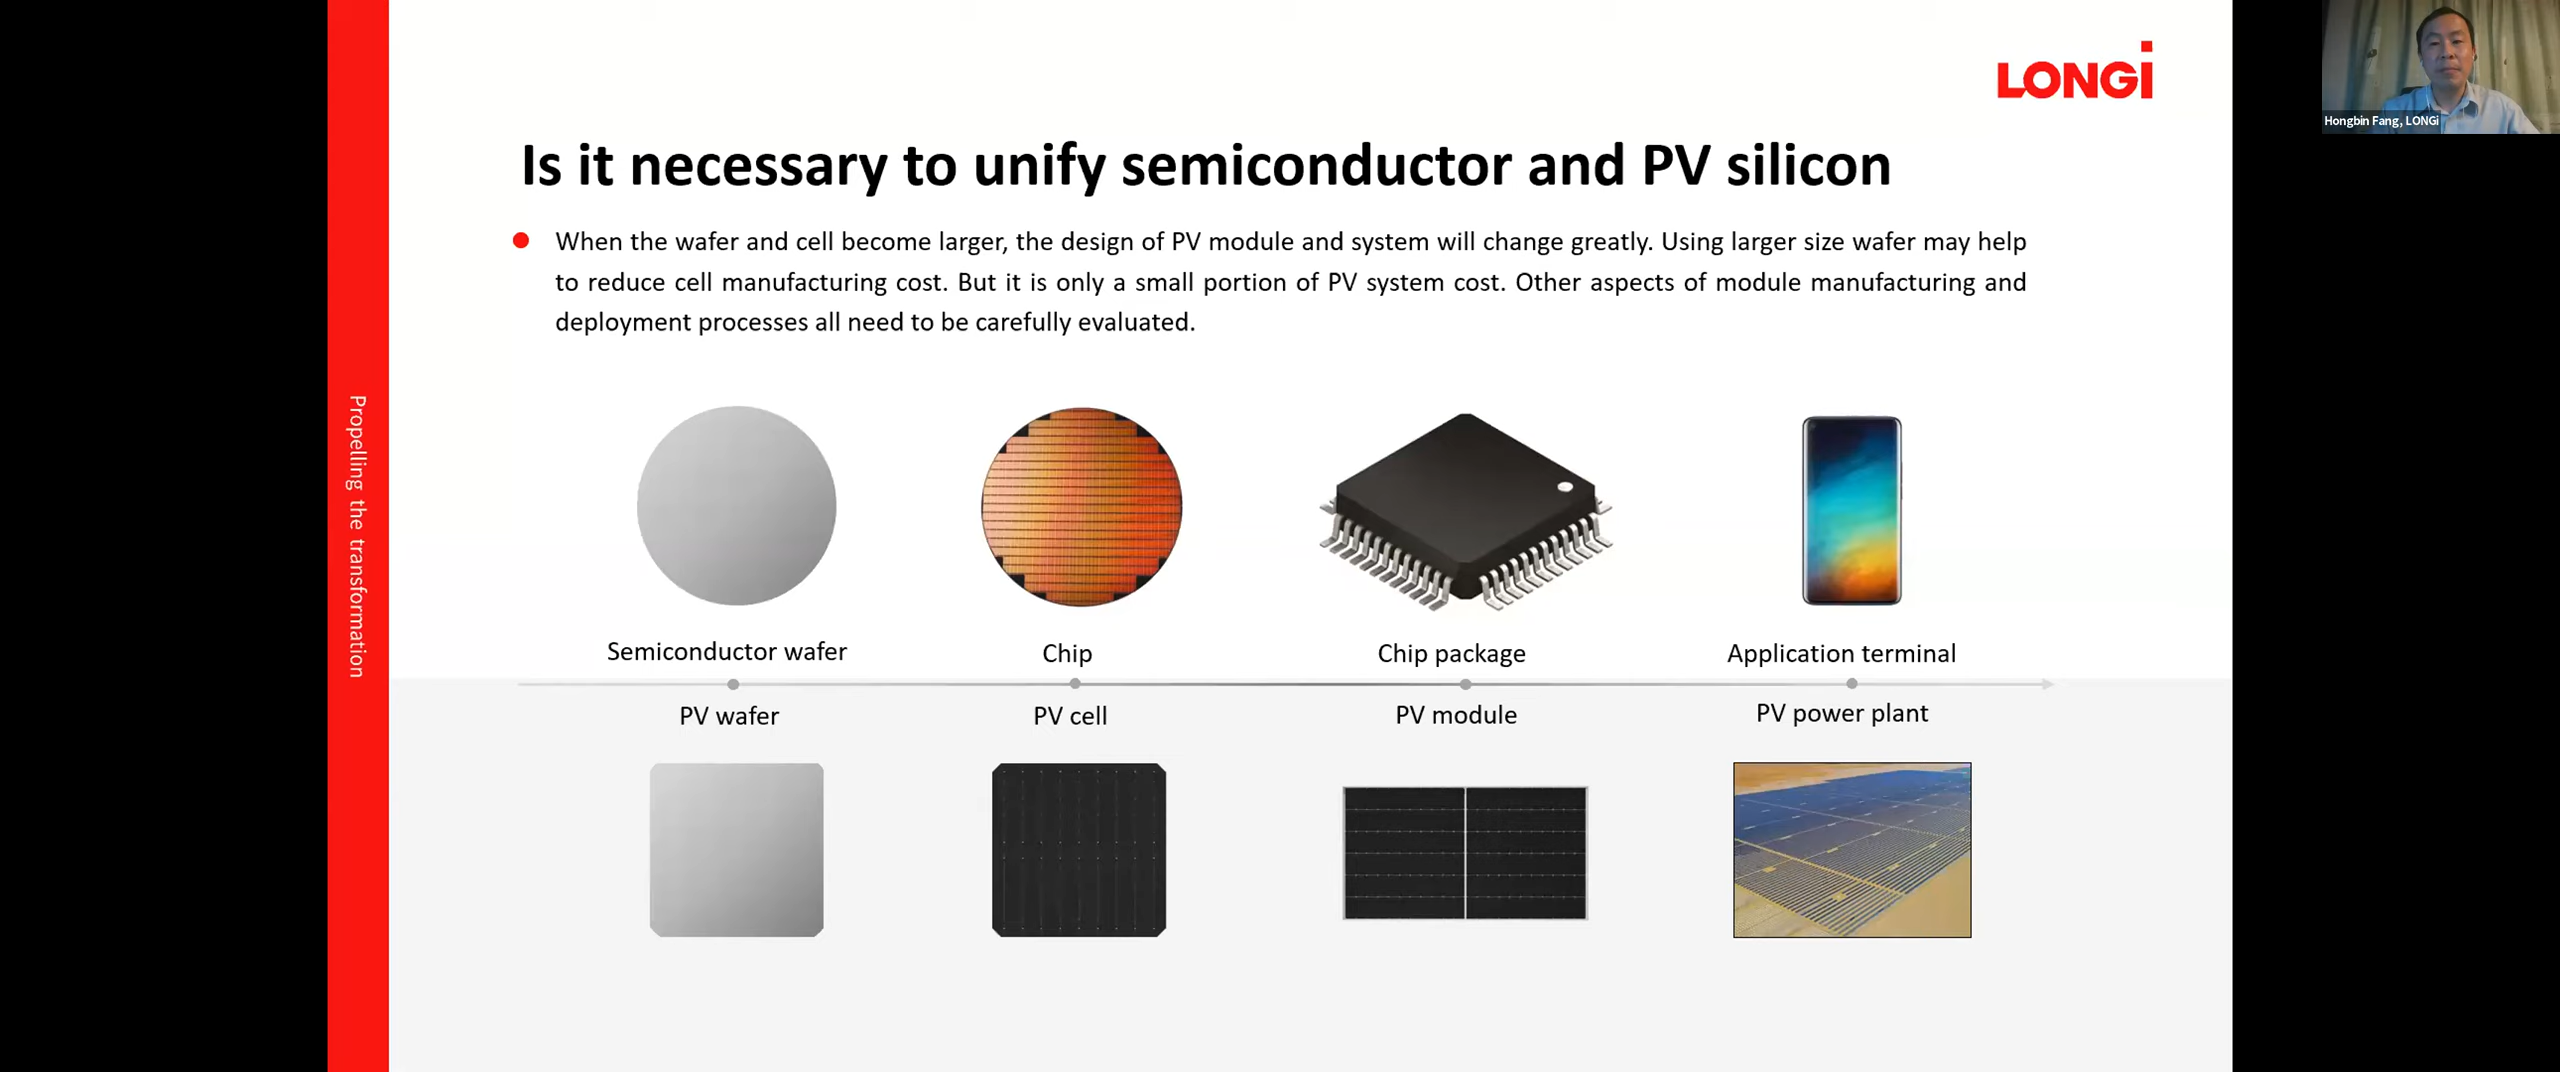 LONGi
Hongbin Fang, LONGi
Is it necessary to unify semiconductor and PV silicon
When the wafer and cell become larger, the design of PV module and system will change greatly. Using larger size wafer may help
to reduce cell manufacturing cost. But it is only a small portion of PV system cost. Other aspects of module manufacturing and
deployment processes all need to be carefully evaluated.
Propelling the transformation
Semiconductor wafer
Chip
Chip package
Application terminal
PV wafer
PV cell
PV module
PV power plant